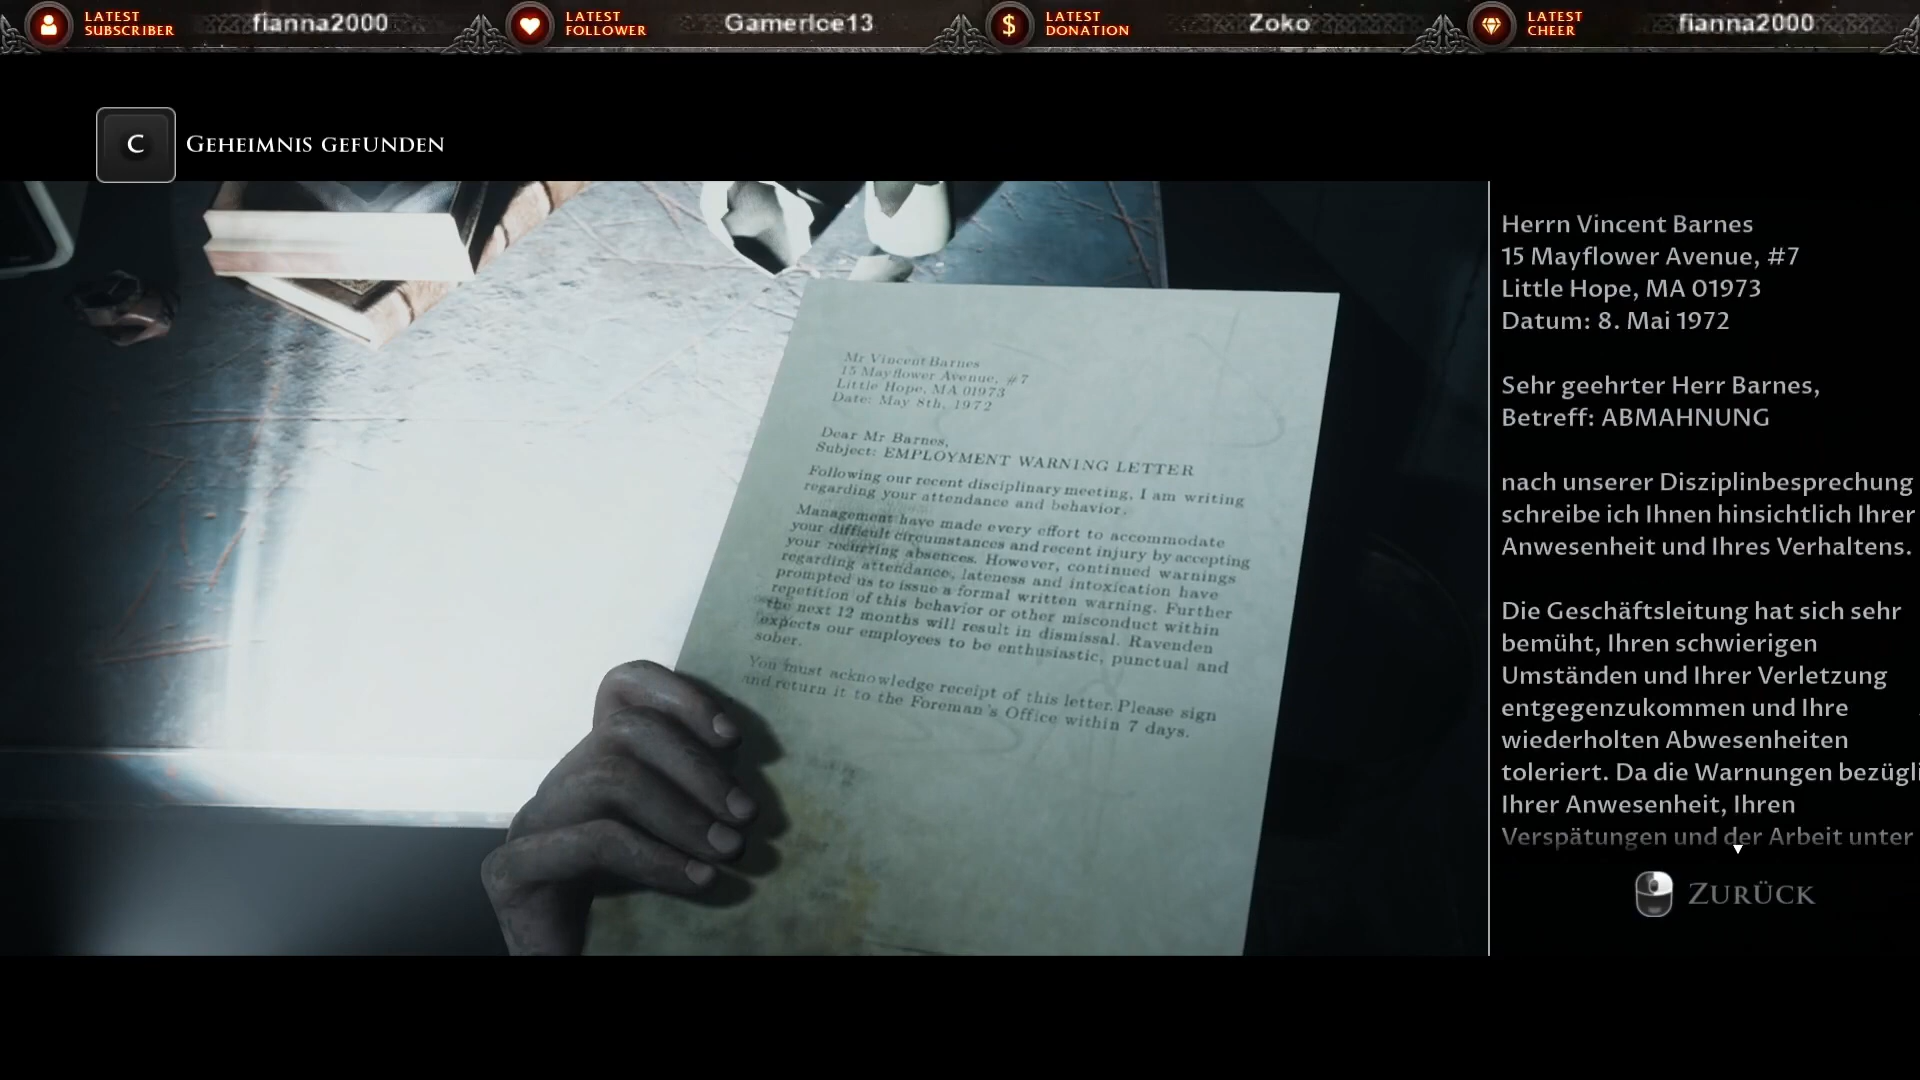 LATEST SUBSCRIBER
fianna2000
LATEST FOLLOWER
GamerIce13
LATEST DONATION
Zoko
LATEST CHEER
fianna2000
C
Geheimnis gefunden
Mr Vincent Barnes
15 Mayflower Avenue, #7
Little Hope, MA 01973
Date: May 8th, 1972
Dear Mr Barnes,
Subject: EMPLOYMENT WARNING LETTER
Following our recent disciplinary meeting, I am writing
regarding your attendance and behavior.
Management have made every effort to accommodate
your difficult circumstances and recent injury by accepting
your recurring absences. However, continued warnings
regarding attendance, lateness and intoxication have
prompted us to issue a formal written warning. Further
repetition of this behavior or other misconduct within
the next 12 months will result in dismissal. Ravenden
expects our employees to be enthusiastic, punctual and
sober.
You must acknowledge receipt of this letter. Please sign
and return it to the Foreman's Office within 7 days.
Herrn Vincent Barnes
15 Mayflower Avenue, #7
Little Hope, MA 01973
Datum: 8. Mai 1972
Sehr geehrter Herr Barnes,
Betreff: ABMAHNUNG
nach unserer Disziplinbesprechung
schreibe ich Ihnen hinsichtlich Ihrer
Anwesenheit und Ihres Verhaltens.
Die Geschäftsleitung hat sich sehr
bemüht, Ihren schwierigen
Umständen und Ihrer Verletzung
entgegenzukommen und Ihre
wiederholten Abwesenheiten
toleriert. Da die Warnungen bezügli
Ihrer Anwesenheit, Ihren
Verspätungen und der Arbeit unter
Zurück